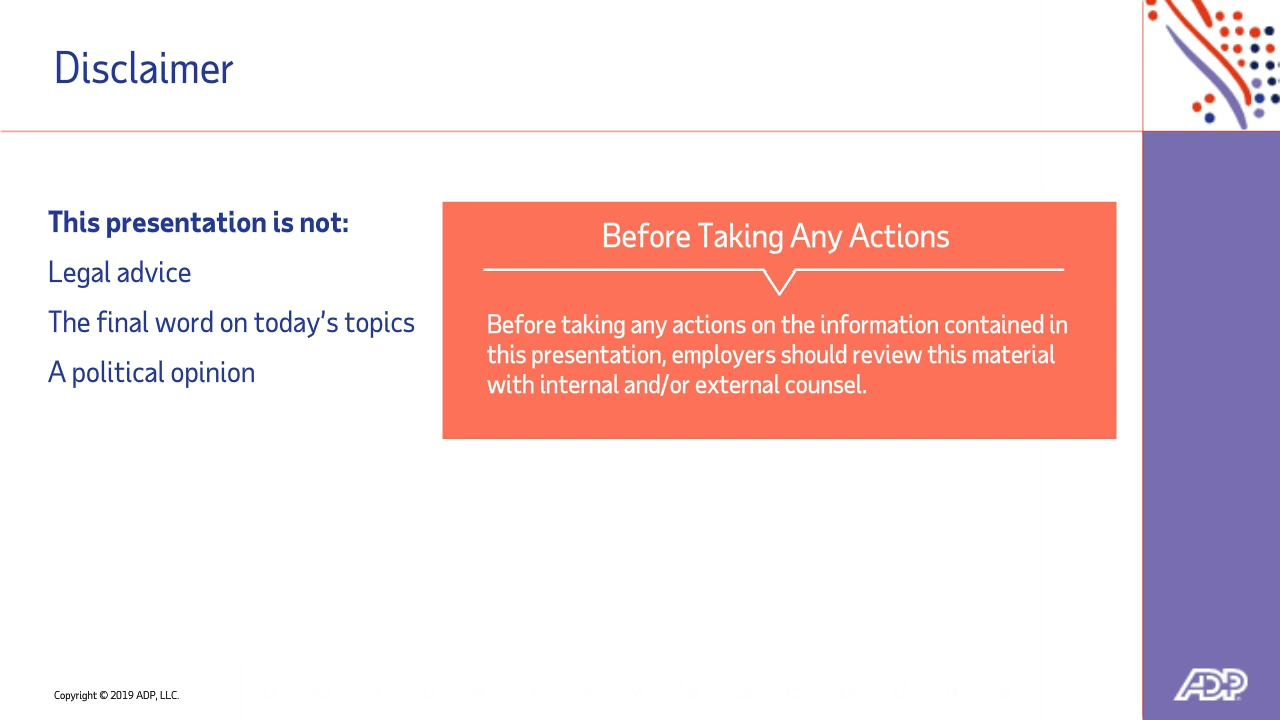 Disclaimer
This presentation is not:
Legal advice
The final word on today's topics
A political opinion
Before Taking Any Actions
Before taking any actions on the information contained in
this presentation, employers should review this material
with internal and/or external counsel.
Copyright © 2019 ADP, LLC.
ADP